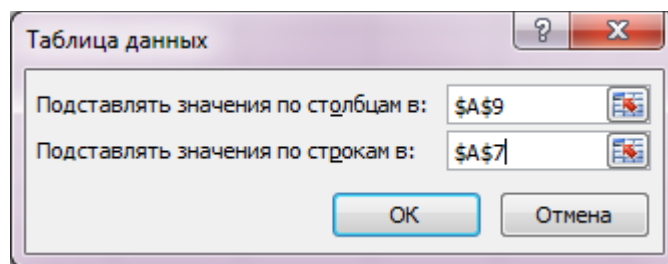 Таблица данных
Подставлять значения по столбцам в: $A$9
Подставлять значения по строкам в: $A$7
ОК Отмена